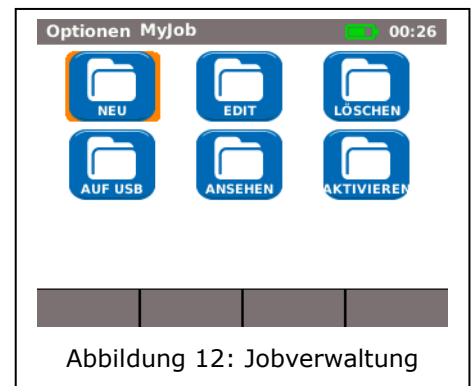 Optionen MyJob 00:26
NEU EDIT LÖSCHEN
AUF USB ANSEHEN AKTIVIEREN
Abbildung 12: Jobverwaltung